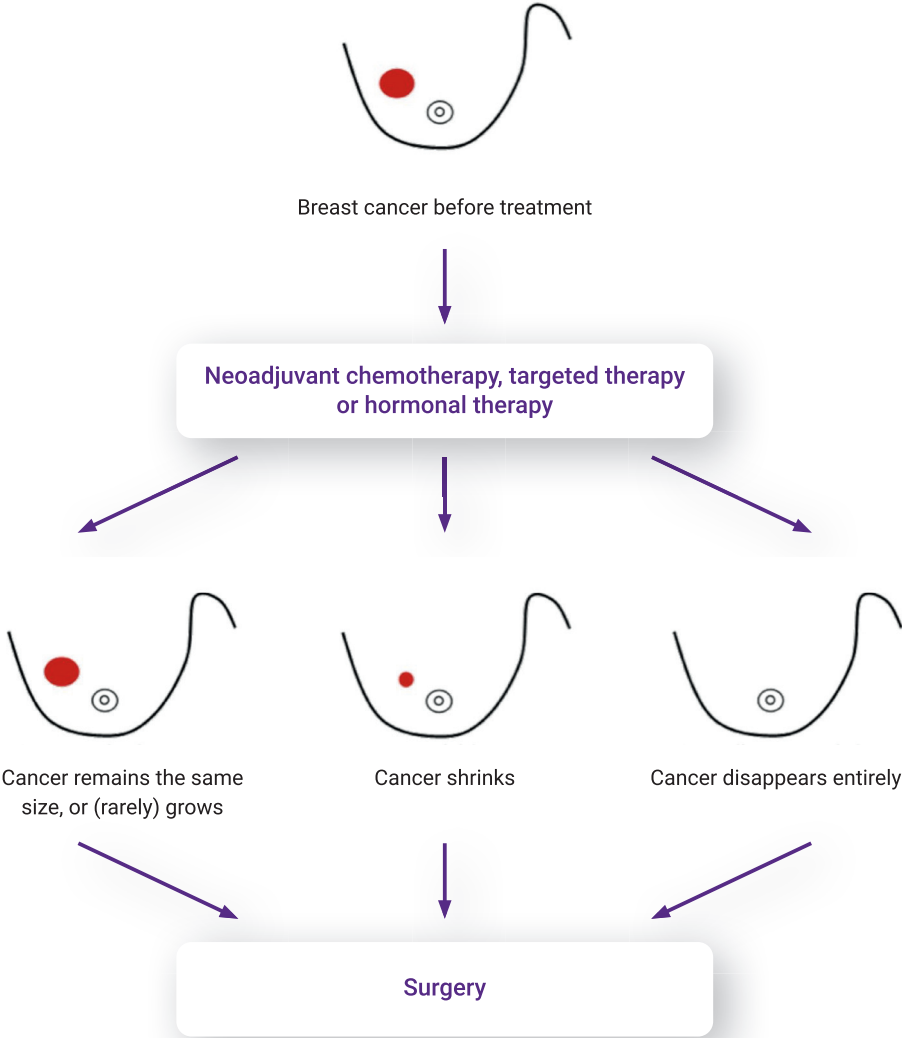 Breast cancer before treatment
Neoadjuvant chemotherapy, targeted therapy
or hormonal therapy
Cancer remains the same
size, or (rarely) grows
Cancer shrinks
Cancer disappears entirely
Surgery